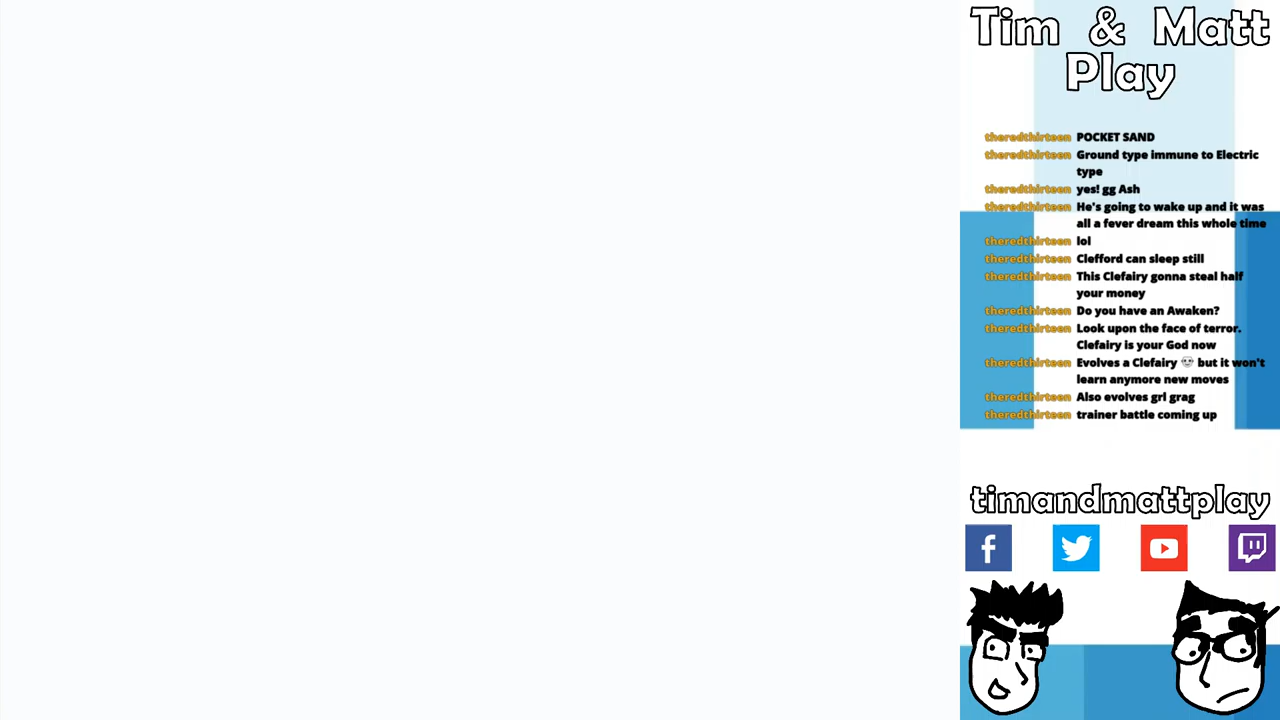 Tim & Matt
Play
theredthirteen POCKET SAND
theredthirteen Ground type immune to Electric
type
theredthirteen yes! gg Ash
theredthirteen He's going to wake up and it was
all a fever dream this whole time
theredthirteen lol
theredthirteen Clefford can sleep still
theredthirteen This Clefairy gonna steal half
your money
theredthirteen Do you have an Awaken?
theredthirteen Look upon the face of terror.
Clefairy is your God now
theredthirteen Evolves a Clefairy 💀 but it won't
learn anymore new moves
theredthirteen Also evolves grl grag
theredthirteen trainer battle coming up
timandmattplay